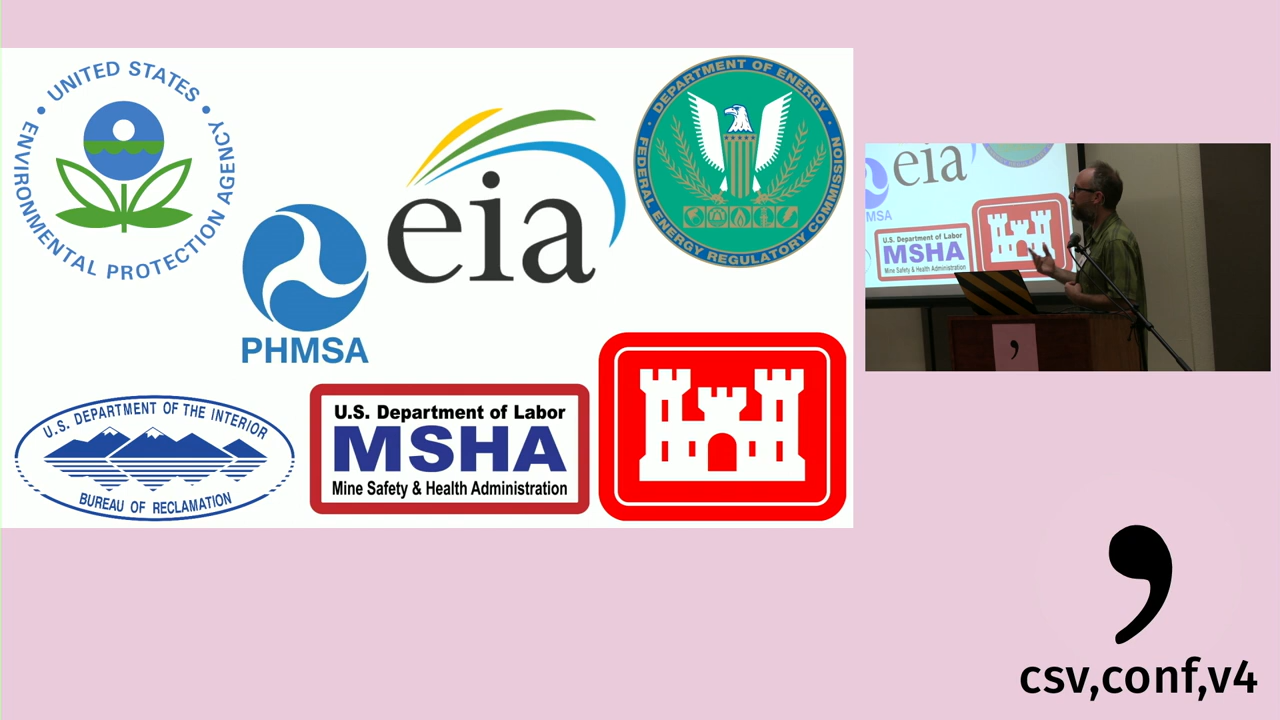 UNITED STATES
ENVIRONMENTAL PROTECTION AGENCY
PHMSA
eia
DEPARTMENT OF ENERGY
FEDERAL ENERGY REGULATORY COMMISSION
U.S. DEPARTMENT OF THE INTERIOR
BUREAU OF RECLAMATION
U.S. Department of Labor
MSHA
Mine Safety & Health Administration
eia
MSA
U.S. Department of Labor
MSHA
Mine Safety & Health Administration
csv,conf,v4